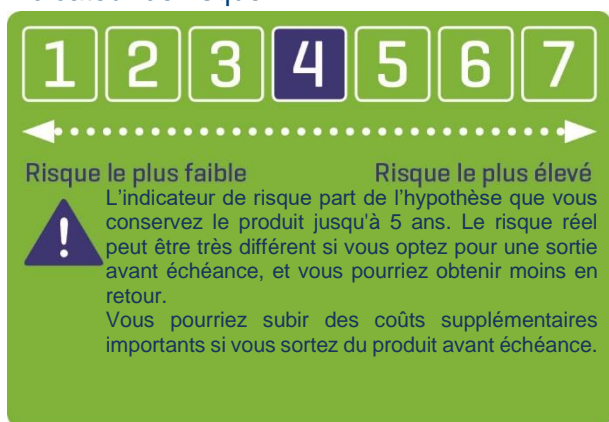 1 2 3 4 5 6 7
Risque le plus faible Risque le plus élevé
L'indicateur de risque part de l'hypothèse que vous
conservez le produit jusqu'à 5 ans. Le risque réel
peut être très différent si vous optez pour une sortie
avant échéance, et vous pourriez obtenir moins en
retour.
Vous pourriez subir des coûts supplémentaires
importants si vous sortez du produit avant échéance.